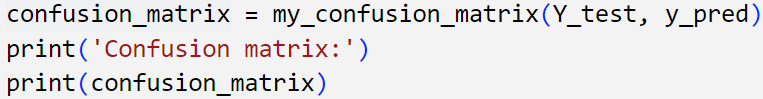 confusion_matrix = my_confusion_matrix(Y_test, y_pred)
print('Confusion matrix:')
print(confusion_matrix)